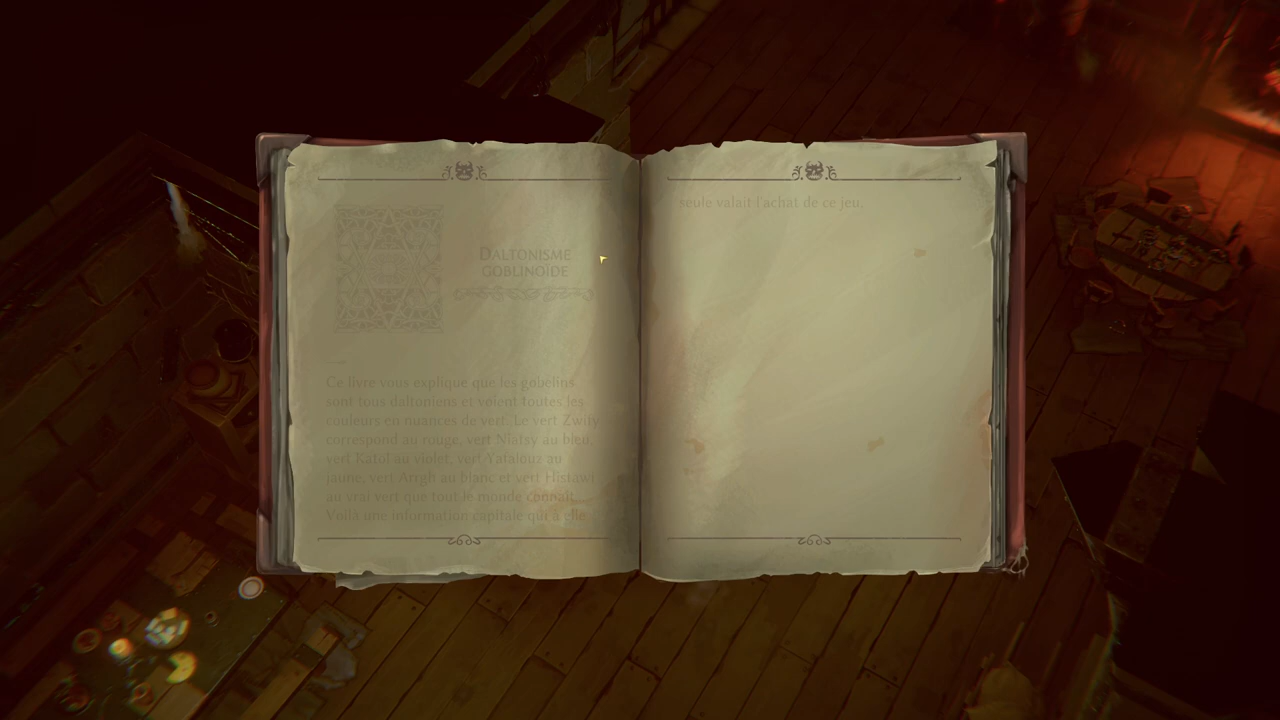 DALTONISME
GOBLINOÏDE
Ce livre vous explique que les gobelins
sont tous daltoniens et voient toutes les
couleurs en nuances de vert. Le vert Zwity
correspond au rouge, vert Niatsy au bleu,
vert Katol au violet, vert Yafalouz au
jaune, vert Arrgh au blanc et vert Histawi
au vrai vert que tout le monde connaît...
Voilà une information capitale qui à elle
seule valait l'achat de ce jeu.